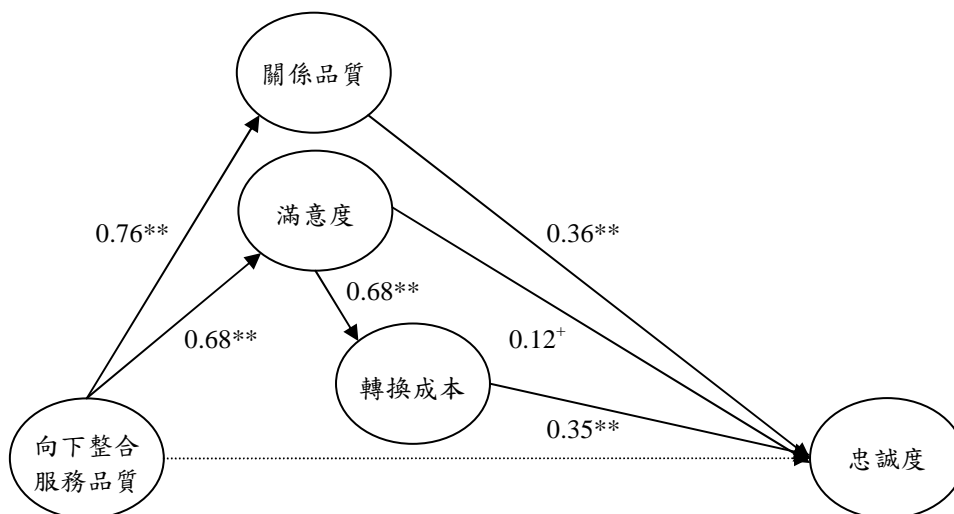 關係品質
滿意度
0.76**
0.36**
0.68**
0.68**
0.12⁺
轉換成本
0.35**
向下整合
服務品質
忠誠度